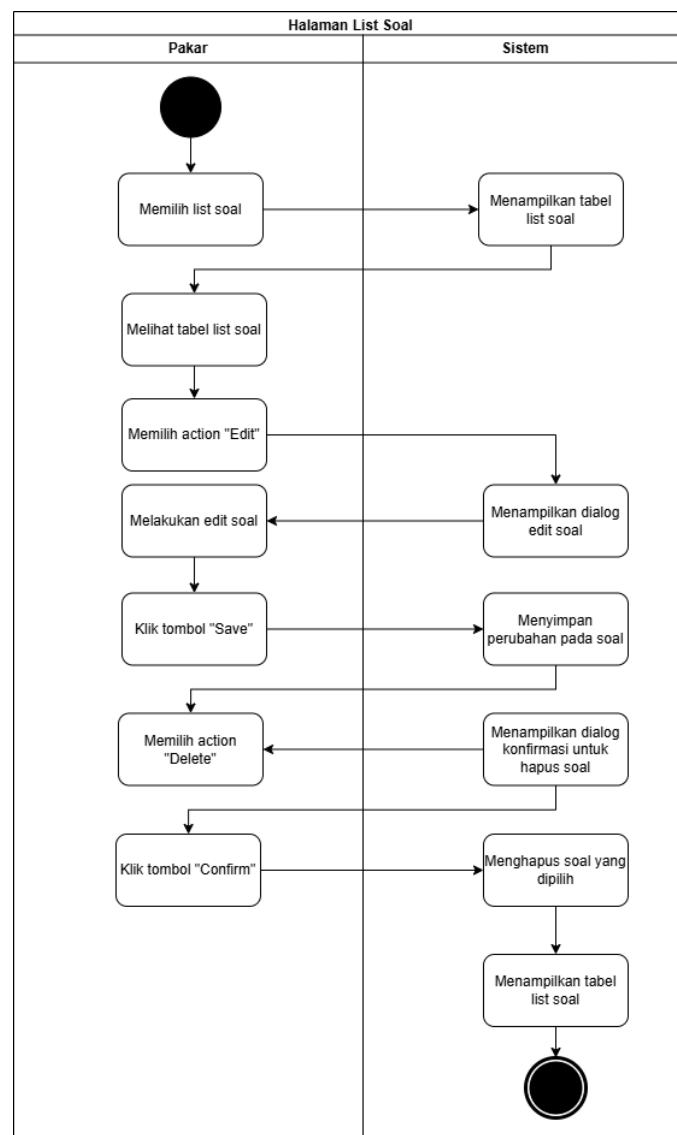 Halaman List Soal
Pakar
Sistem
Memilih list soal
Menampilkan tabel
list soal
Melihat tabel list soal
Memilih action "Edit"
Menampilkan dialog
edit soal
Melakukan edit soal
Klik tombol "Save"
Menyimpan
perubahan pada soal
Memilih action
"Delete"
Menampilkan dialog
konfirmasi untuk
hapus soal
Klik tombol "Confirm"
Menghapus soal yang
dipilih
Menampilkan tabel
list soal